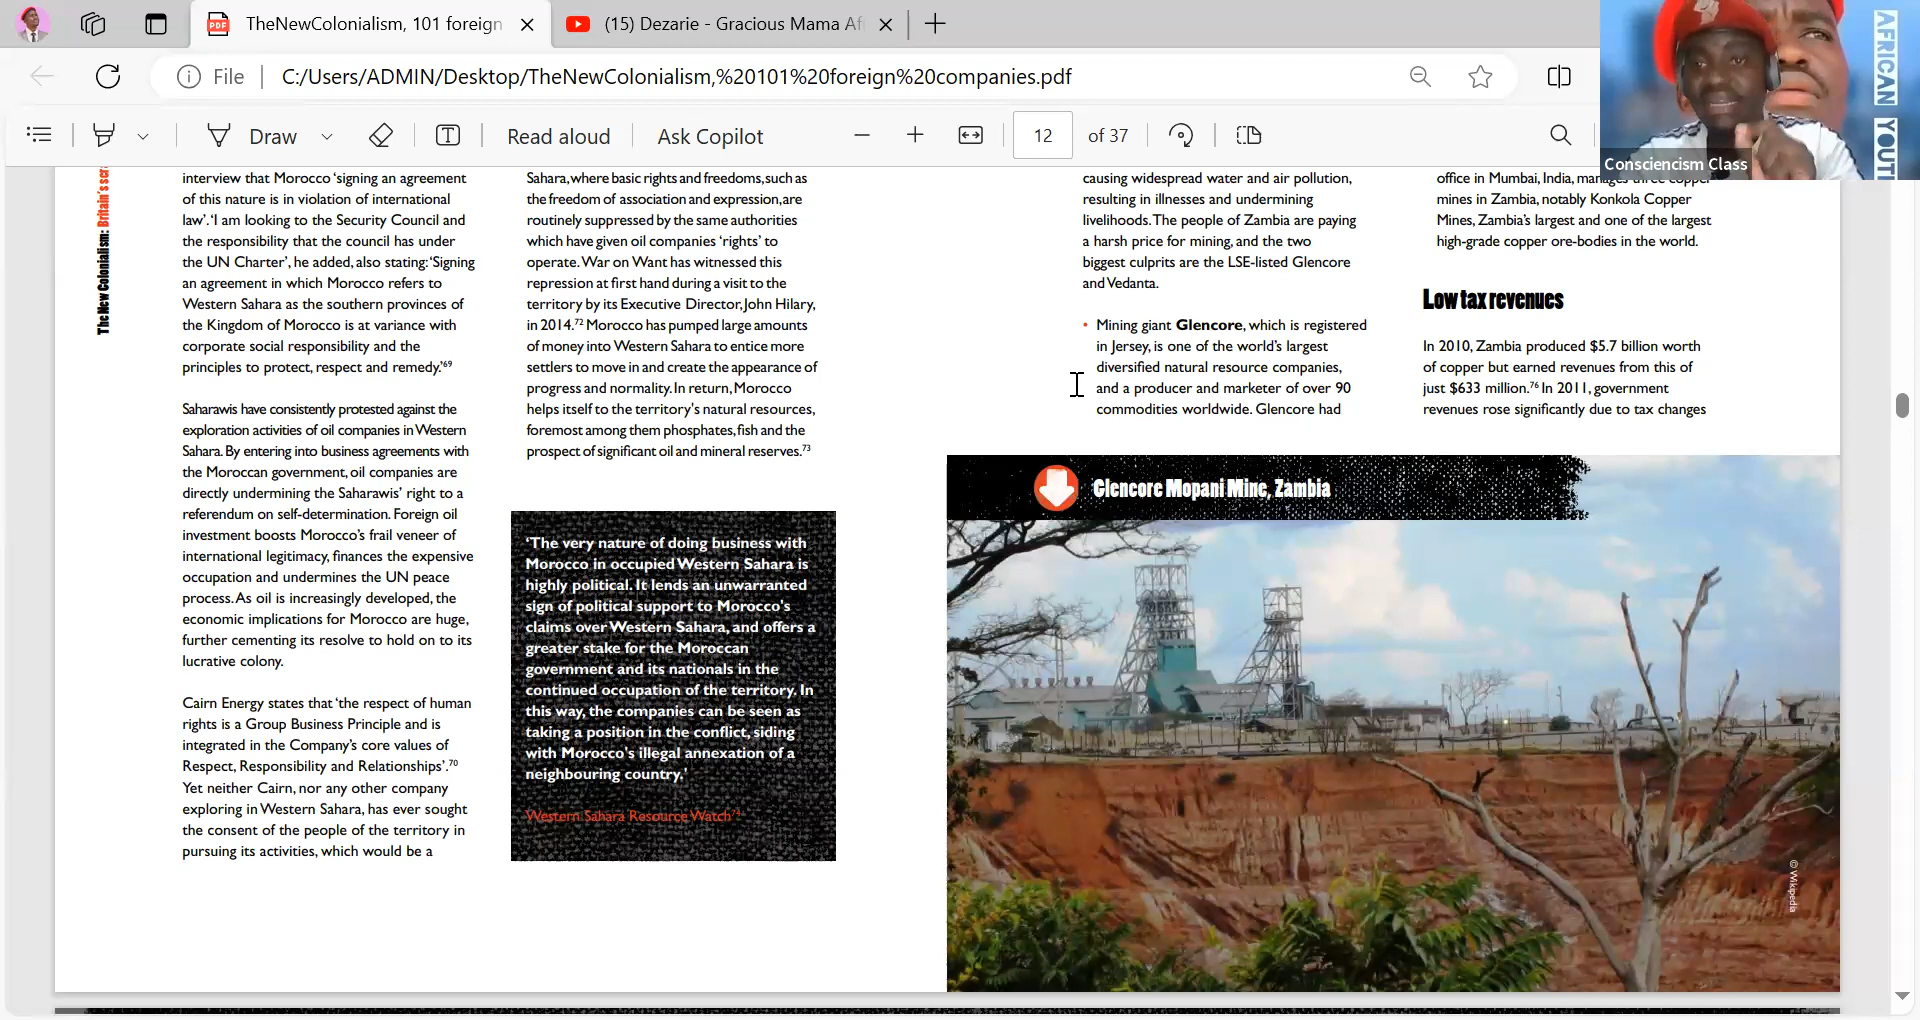 TheNewColonialism, 101 foreign
(15) Dezarie - Gracious Mama Af
File
C:/Users/ADMIN/Desktop/TheNewColonialism,%20101%20foreign%20companies.pdf
Draw
Read aloud
Ask Copilot
12
of 37
Consciencism Class
AFRICAN YOUT
The New Colonialism: Britain's scr
interview that Morocco ‘signing an agreement
of this nature is in violation of international
law’. ‘I am looking to the Security Council and
the responsibility that the council has under
the UN Charter’, he added, also stating: ‘Signing
an agreement in which Morocco refers to
Western Sahara as the southern provinces of
the Kingdom of Morocco is at variance with
corporate social responsibility and the
principles to protect, respect and remedy.’69
Saharawis have consistently protested against the
exploration activities of oil companies in Western
Sahara. By entering into business agreements with
the Moroccan government, oil companies are
directly undermining the Saharawis’ right to a
referendum on self-determination. Foreign oil
investment boosts Morocco’s frail veneer of
international legitimacy, finances the expensive
occupation and undermines the UN peace
process. As oil is increasingly developed, the
economic implications for Morocco are huge,
further cementing its resolve to hold on to its
lucrative colony.
Cairn Energy states that ‘the respect of human
rights is a Group Business Principle and is
integrated in the Company’s core values of
Respect, Responsibility and Relationships’.70
Yet neither Cairn, nor any other company
exploring in Western Sahara, has ever sought
the consent of the people of the territory in
pursuing its activities, which would be a
Sahara, where basic rights and freedoms, such as
the freedom of association and expression, are
routinely suppressed by the same authorities
which have given oil companies ‘rights’ to
operate. War on Want has witnessed this
repression at first hand during a visit to the
territory by its Executive Director, John Hilary,
in 2014.72 Morocco has pumped large amounts
of money into Western Sahara to entice more
settlers to move in and create the appearance of
progress and normality. In return, Morocco
helps itself to the territory's natural resources,
foremost among them phosphates, fish and the
prospect of significant oil and mineral reserves.73
‘The very nature of doing business with
Morocco in occupied Western Sahara is
highly political. It lends an unwarranted
sign of political support to Morocco's
claims over Western Sahara, and offers a
greater stake for the Moroccan
government and its nationals in the
continued occupation of the territory. In
this way, the companies can be seen as
taking a position in the conflict, siding
with Morocco's illegal annexation of a
neighbouring country.’
Western Sahara Resource Watch74
causing widespread water and air pollution,
resulting in illnesses and undermining
livelihoods. The people of Zambia are paying
a harsh price for mining, and the two
biggest culprits are the LSE-listed Glencore
and Vedanta.
• Mining giant Glencore, which is registered
in Jersey, is one of the world’s largest
diversified natural resource companies,
and a producer and marketer of over 90
commodities worldwide. Glencore had
office in Mumbai, India, manages three copper
mines in Zambia, notably Konkola Copper
Mines, Zambia’s largest and one of the largest
high-grade copper ore-bodies in the world.
Low tax revenues
In 2010, Zambia produced $5.7 billion worth
of copper but earned revenues from this of
just $633 million.76 In 2011, government
revenues rose significantly due to tax changes
Glencore Mopani Mine, Zambia
© Wikipedia